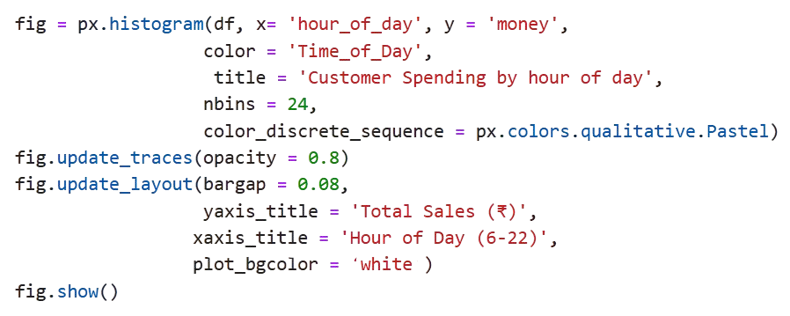 fig = px.histogram(df, x= 'hour_of_day', y = 'money',
color = 'Time_of_Day',
title = 'Customer Spending by hour of day',
nbins = 24,
color_discrete_sequence = px.colors.qualitative.Pastel)
fig.update_traces(opacity = 0.8)
fig.update_layout(bargap = 0.08,
yaxis_title = 'Total Sales (₹)',
xaxis_title = 'Hour of Day (6-22)',
plot_bgcolor = ‘white )
fig.show()